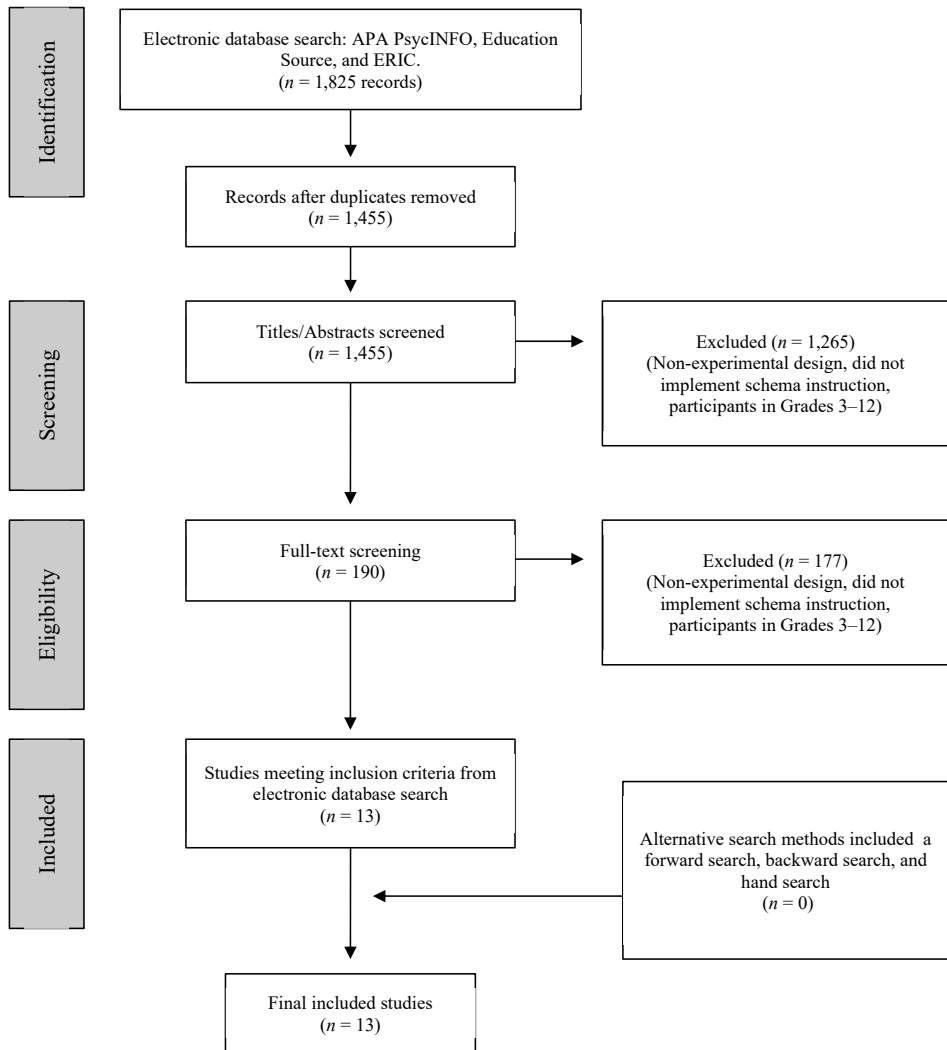 Identification
Electronic database search: APA PsycINFO, Education
Source, and ERIC.
(n = 1,825 records)
Records after duplicates removed
(n = 1,455)
Screening
Titles/Abstracts screened
(n = 1,455)
Excluded (n = 1,265)
(Non-experimental design, did not
implement schema instruction,
participants in Grades 3–12)
Eligibility
Full-text screening
(n = 190)
Excluded (n = 177)
(Non-experimental design, did not
implement schema instruction,
participants in Grades 3–12)
Included
Studies meeting inclusion criteria from
electronic database search
(n = 13)
Alternative search methods included a
forward search, backward search, and
hand search
(n = 0)
Final included studies
(n = 13)